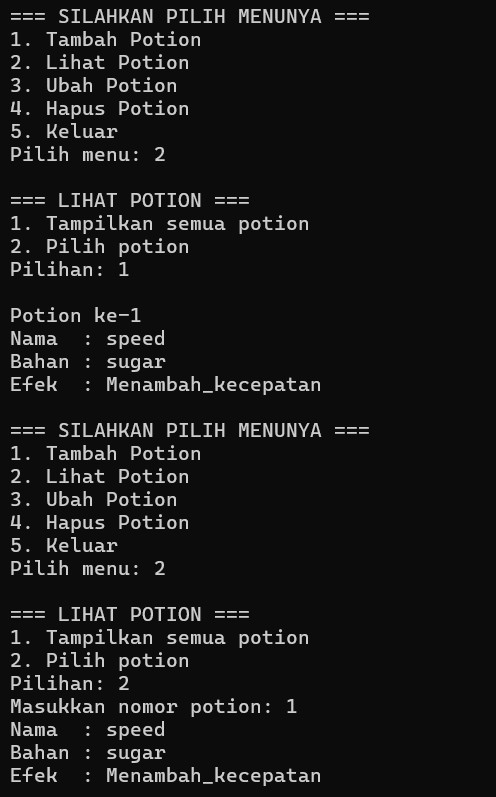 === SILAHKAN PILIH MENUNYA ===
1. Tambah Potion
2. Lihat Potion
3. Ubah Potion
4. Hapus Potion
5. Keluar
Pilih menu: 2

=== LIHAT POTION ===
1. Tampilkan semua potion
2. Pilih potion
Pilihan: 1

Potion ke-1
Nama  : speed
Bahan : sugar
Efek  : Menambah_kecepatan

=== SILAHKAN PILIH MENUNYA ===
1. Tambah Potion
2. Lihat Potion
3. Ubah Potion
4. Hapus Potion
5. Keluar
Pilih menu: 2

=== LIHAT POTION ===
1. Tampilkan semua potion
2. Pilih potion
Pilihan: 2
Masukkan nomor potion: 1
Nama  : speed
Bahan : sugar
Efek  : Menambah_kecepatan